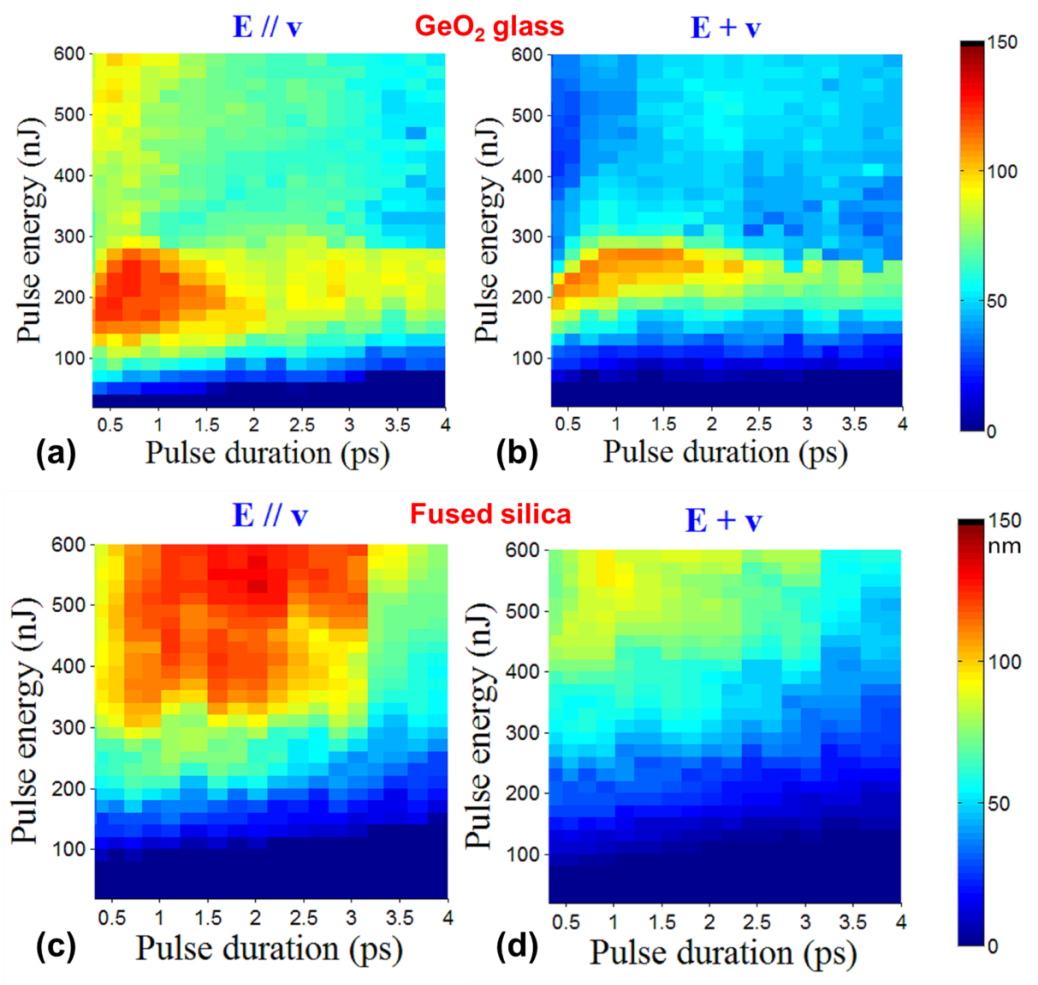 E // v
GeO₂ glass
E + v
600
500
400
300
200
100
Pulse energy (nJ)
0.5 1 1.5 2 2.5 3 3.5 4
Pulse duration (ps)
(a)
600
500
400
300
200
100
Pulse energy (nJ)
0.5 1 1.5 2 2.5 3 3.5 4
Pulse duration (ps)
(b)
150
100
50
0
E // v
Fused silica
E + v
600
500
400
300
200
100
Pulse energy (nJ)
0.5 1 1.5 2 2.5 3 3.5 4
Pulse duration (ps)
(c)
600
500
400
300
200
100
Pulse energy (nJ)
0.5 1 1.5 2 2.5 3 3.5 4
Pulse duration (ps)
(d)
150
nm
100
50
0